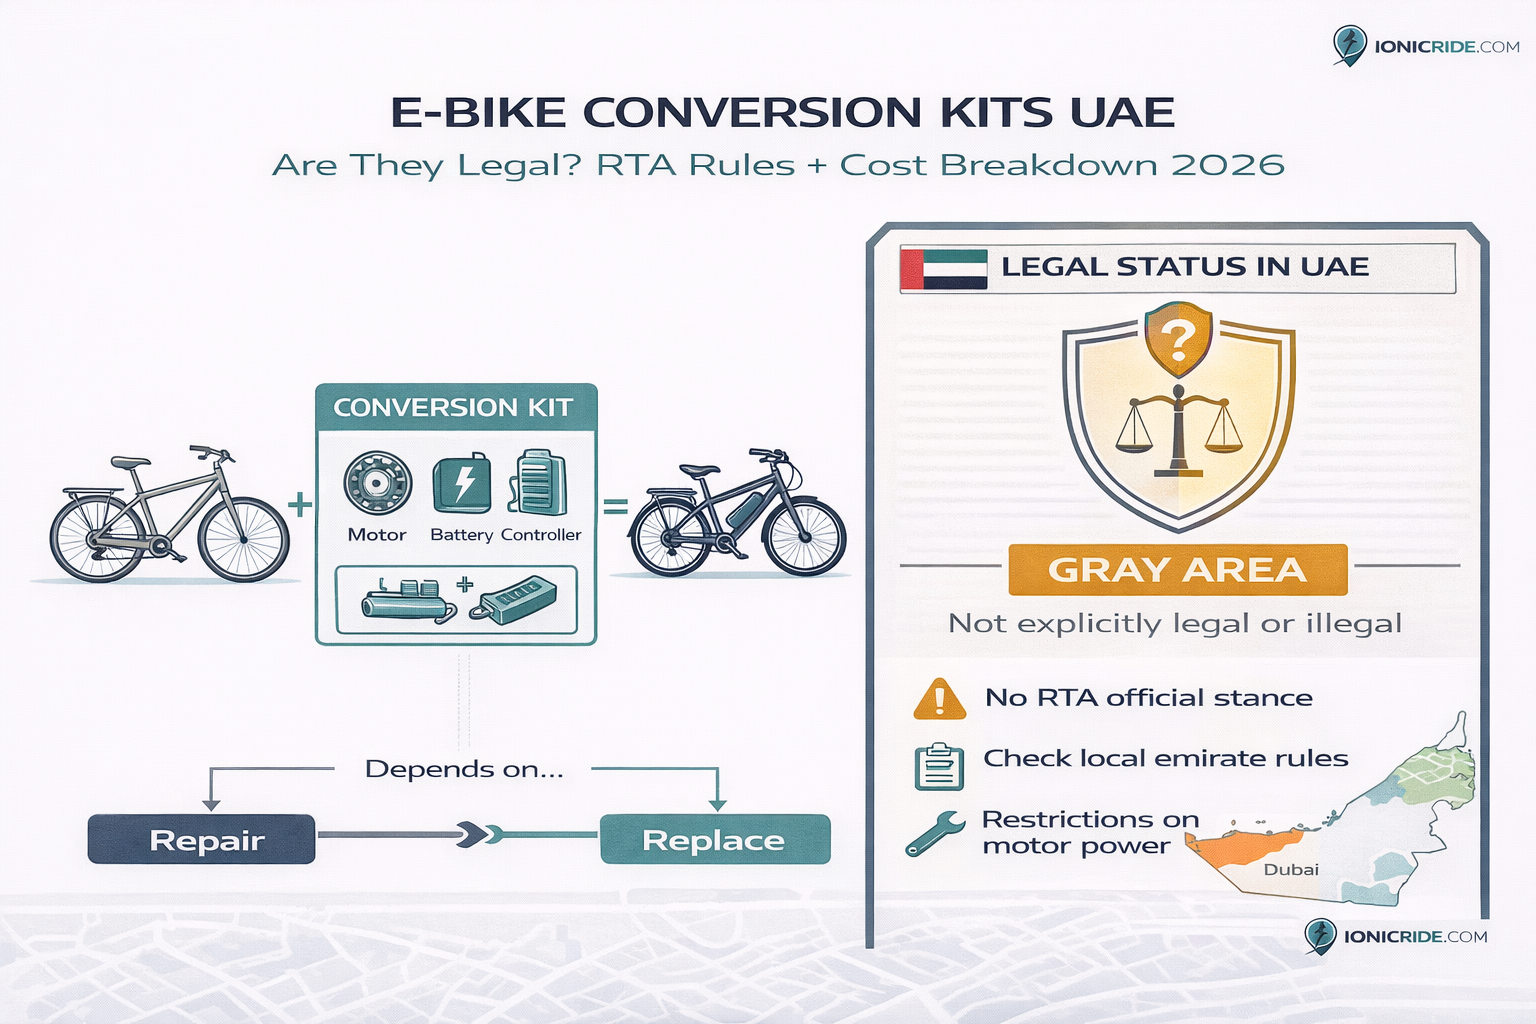 IONICRIDE.COM
E-BIKE CONVERSION KITS UAE
Are They Legal? RTA Rules + Cost Breakdown 2026
LEGAL STATUS IN UAE
?
CONVERSION KIT
Motor
Battery
Controller
+
=
+
GRAY AREA
Not explicitly legal or illegal
No RTA official stance
Check local emirate rules
Restrictions on
motor power
Dubai
Depends on...
Repair
Replace
IONICRIDE.COM